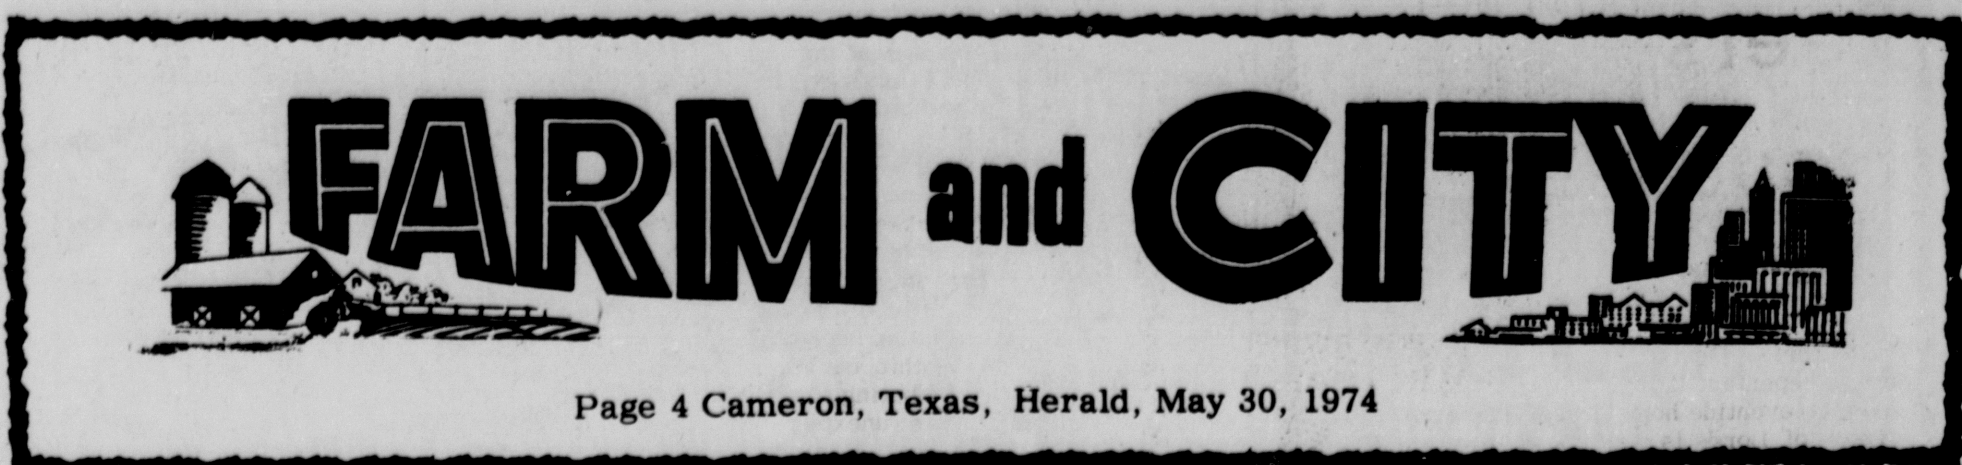 FARM and CITY
Page 4 Cameron, Texas, Herald, May 30, 1974